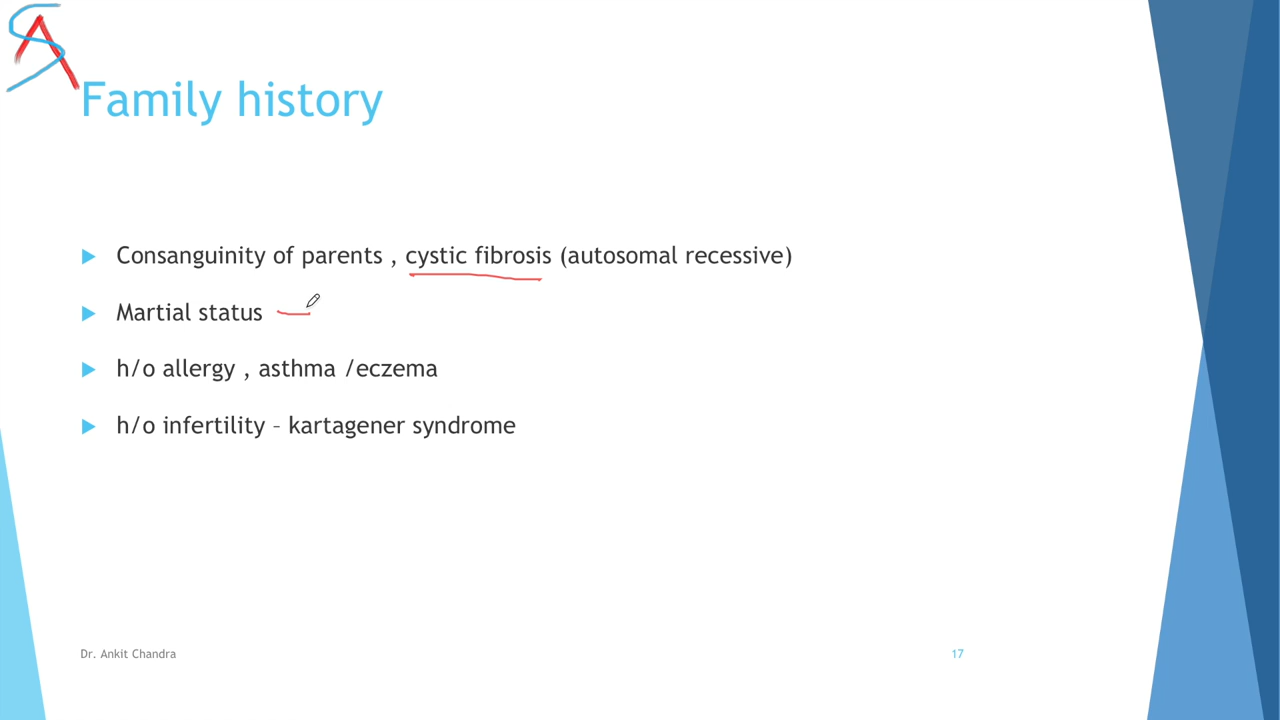 SA
Family history
Consanguinity of parents , cystic fibrosis (autosomal recessive)
Martial status
h/o allergy , asthma /eczema
h/o infertility – kartagener syndrome
Dr. Ankit Chandra
17